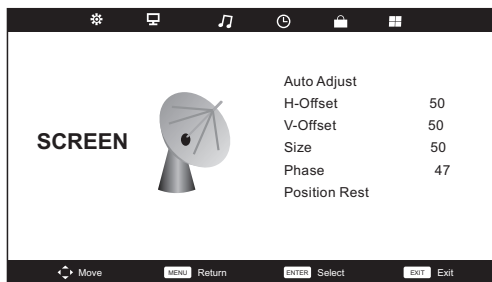 SCREEN
Auto Adjust
H-Offset 50
V-Offset 50
Size 50
Phase 47
Position Rest
Move MENU Return ENTER Select EXIT Exit